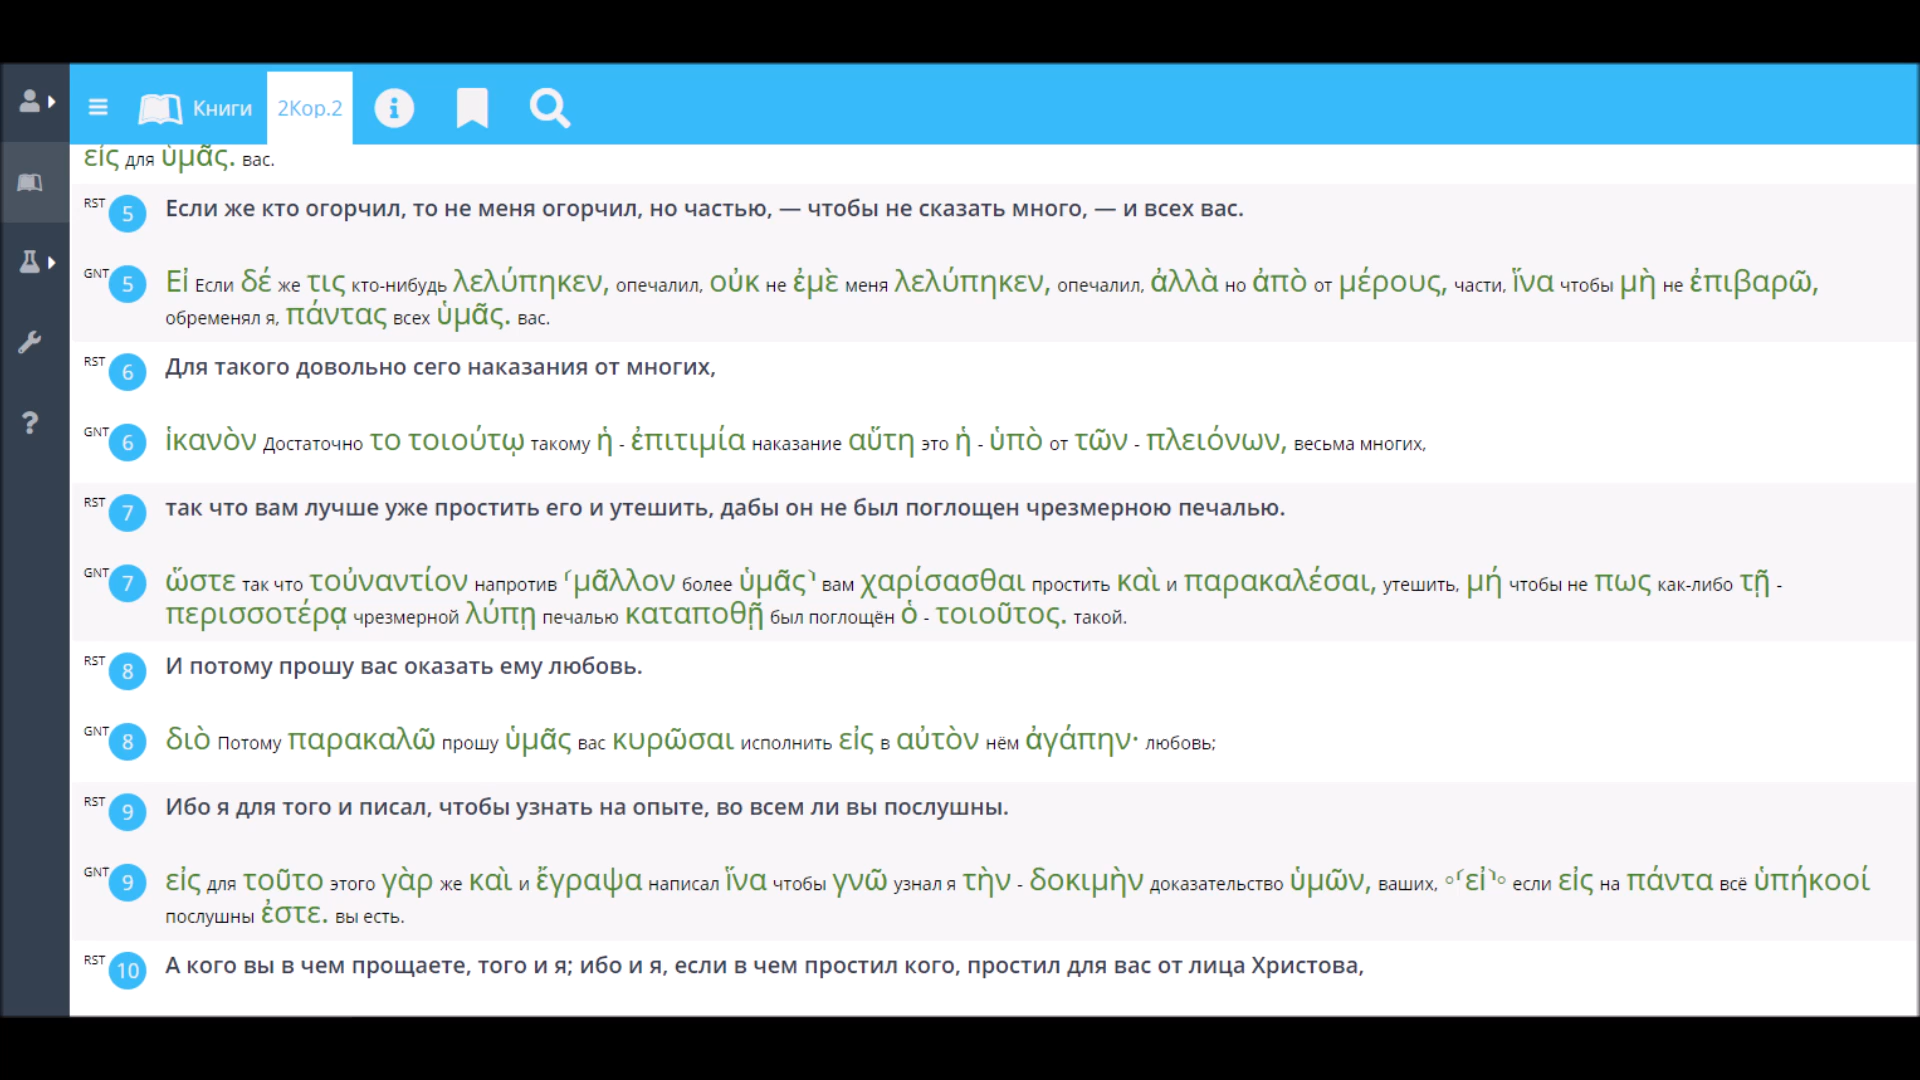 Книги 2Кор.2
εἰς для ὑμᾶς. вас.
RST 5 Если же кто огорчил, то не меня огорчил, но частью, — чтобы не сказать много, — и всех вас.
GNT 5 Εἰ Если δέ же τις кто-нибудь λελύπηκεν, опечалил, οὐκ не ἐμὲ меня λελύπηκεν, опечалил, ἀλλὰ но ἀπὸ от μέρους, части, ἵνα чтобы μὴ не ἐπιβαρῶ,
обременял я, πάντας всех ὑμᾶς. вас.
RST 6 Для такого довольно сего наказания от многих,
GNT 6 ἱκανὸν Достаточно το τοιούτῳ такому ἡ - ἐπιτιμία наказание αὕτη это ἡ - ὑπὸ от τῶν - πλειόνων, весьма многих,
RST 7 так что вам лучше уже простить его и утешить, дабы он не был поглощен чрезмерною печалью.
GNT 7 ὥστε так что τοὐναντίον напротив ⸂μᾶλλον более ὑμᾶς⸃ вам χαρίσασθαι простить καὶ и παρακαλέσαι, утешить, μή чтобы не πως как-либо τῇ -
περισσοτέρᾳ чрезмерной λύπῃ печалью καταποθῇ был поглощён ὁ - τοιοῦτος. такой.
RST 8 И потому прошу вас оказать ему любовь.
GNT 8 διὸ Потому παρακαλῶ прошу ὑμᾶς вас κυρῶσαι исполнить εἰς в αὐτὸν нём ἀγάπην· любовь;
RST 9 Ибо я для того и писал, чтобы узнать на опыте, во всем ли вы послушны.
GNT 9 εἰς для τοῦτο этого γὰρ же καὶ и ἔγραψα написал ἵνα чтобы γνῶ узнал я τὴν - δοκιμὴν доказательство ὑμῶν, ваших, ◦⸂εἰ⸃◦ если εἰς на πάντα всё ὑπήκοοί
послушны ἐστε. вы есть.
RST 10 А кого вы в чем прощаете, того и я; ибо и я, если в чем простил кого, простил для вас от лица Христова,